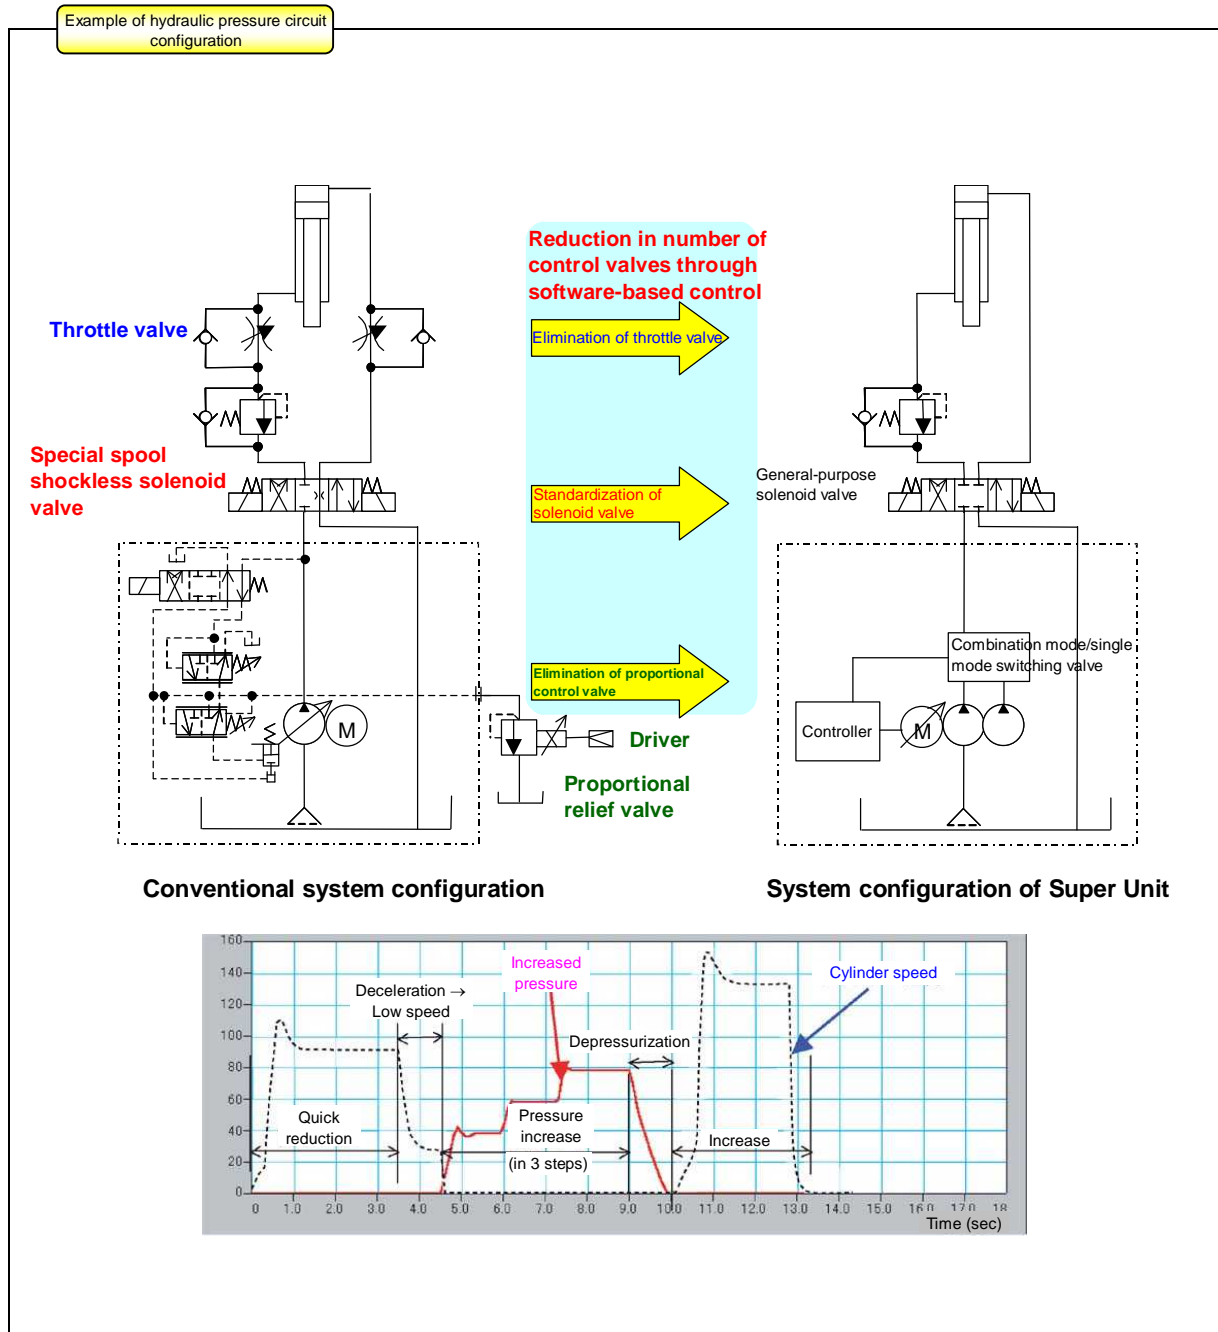 Example of hydraulic pressure circuit
configuration
Reduction in number of
control valves through
software-based control
Throttle valve
Elimination of throttle valve
Special spool
shockless solenoid
valve
Standardization of
solenoid valve
General-purpose
solenoid valve
Combination mode/single
mode switching valve
Elimination of proportional
control valve
M
Controller
M
Driver
Proportional
relief valve
Conventional system configuration
System configuration of Super Unit
160
140
120
100
80
60
40
20
0
Increased
pressure
Cylinder speed
Deceleration →
Low speed
Depressurization
Quick
reduction
Pressure
increase
(in 3 steps)
Increase
0 1.0 2.0 3.0 4.0 5.0 6.0 7.0 8.0 9.0 10.0 11.0 12.0 13.0 14.0 15.0 16.0 17.0 18
Time (sec)